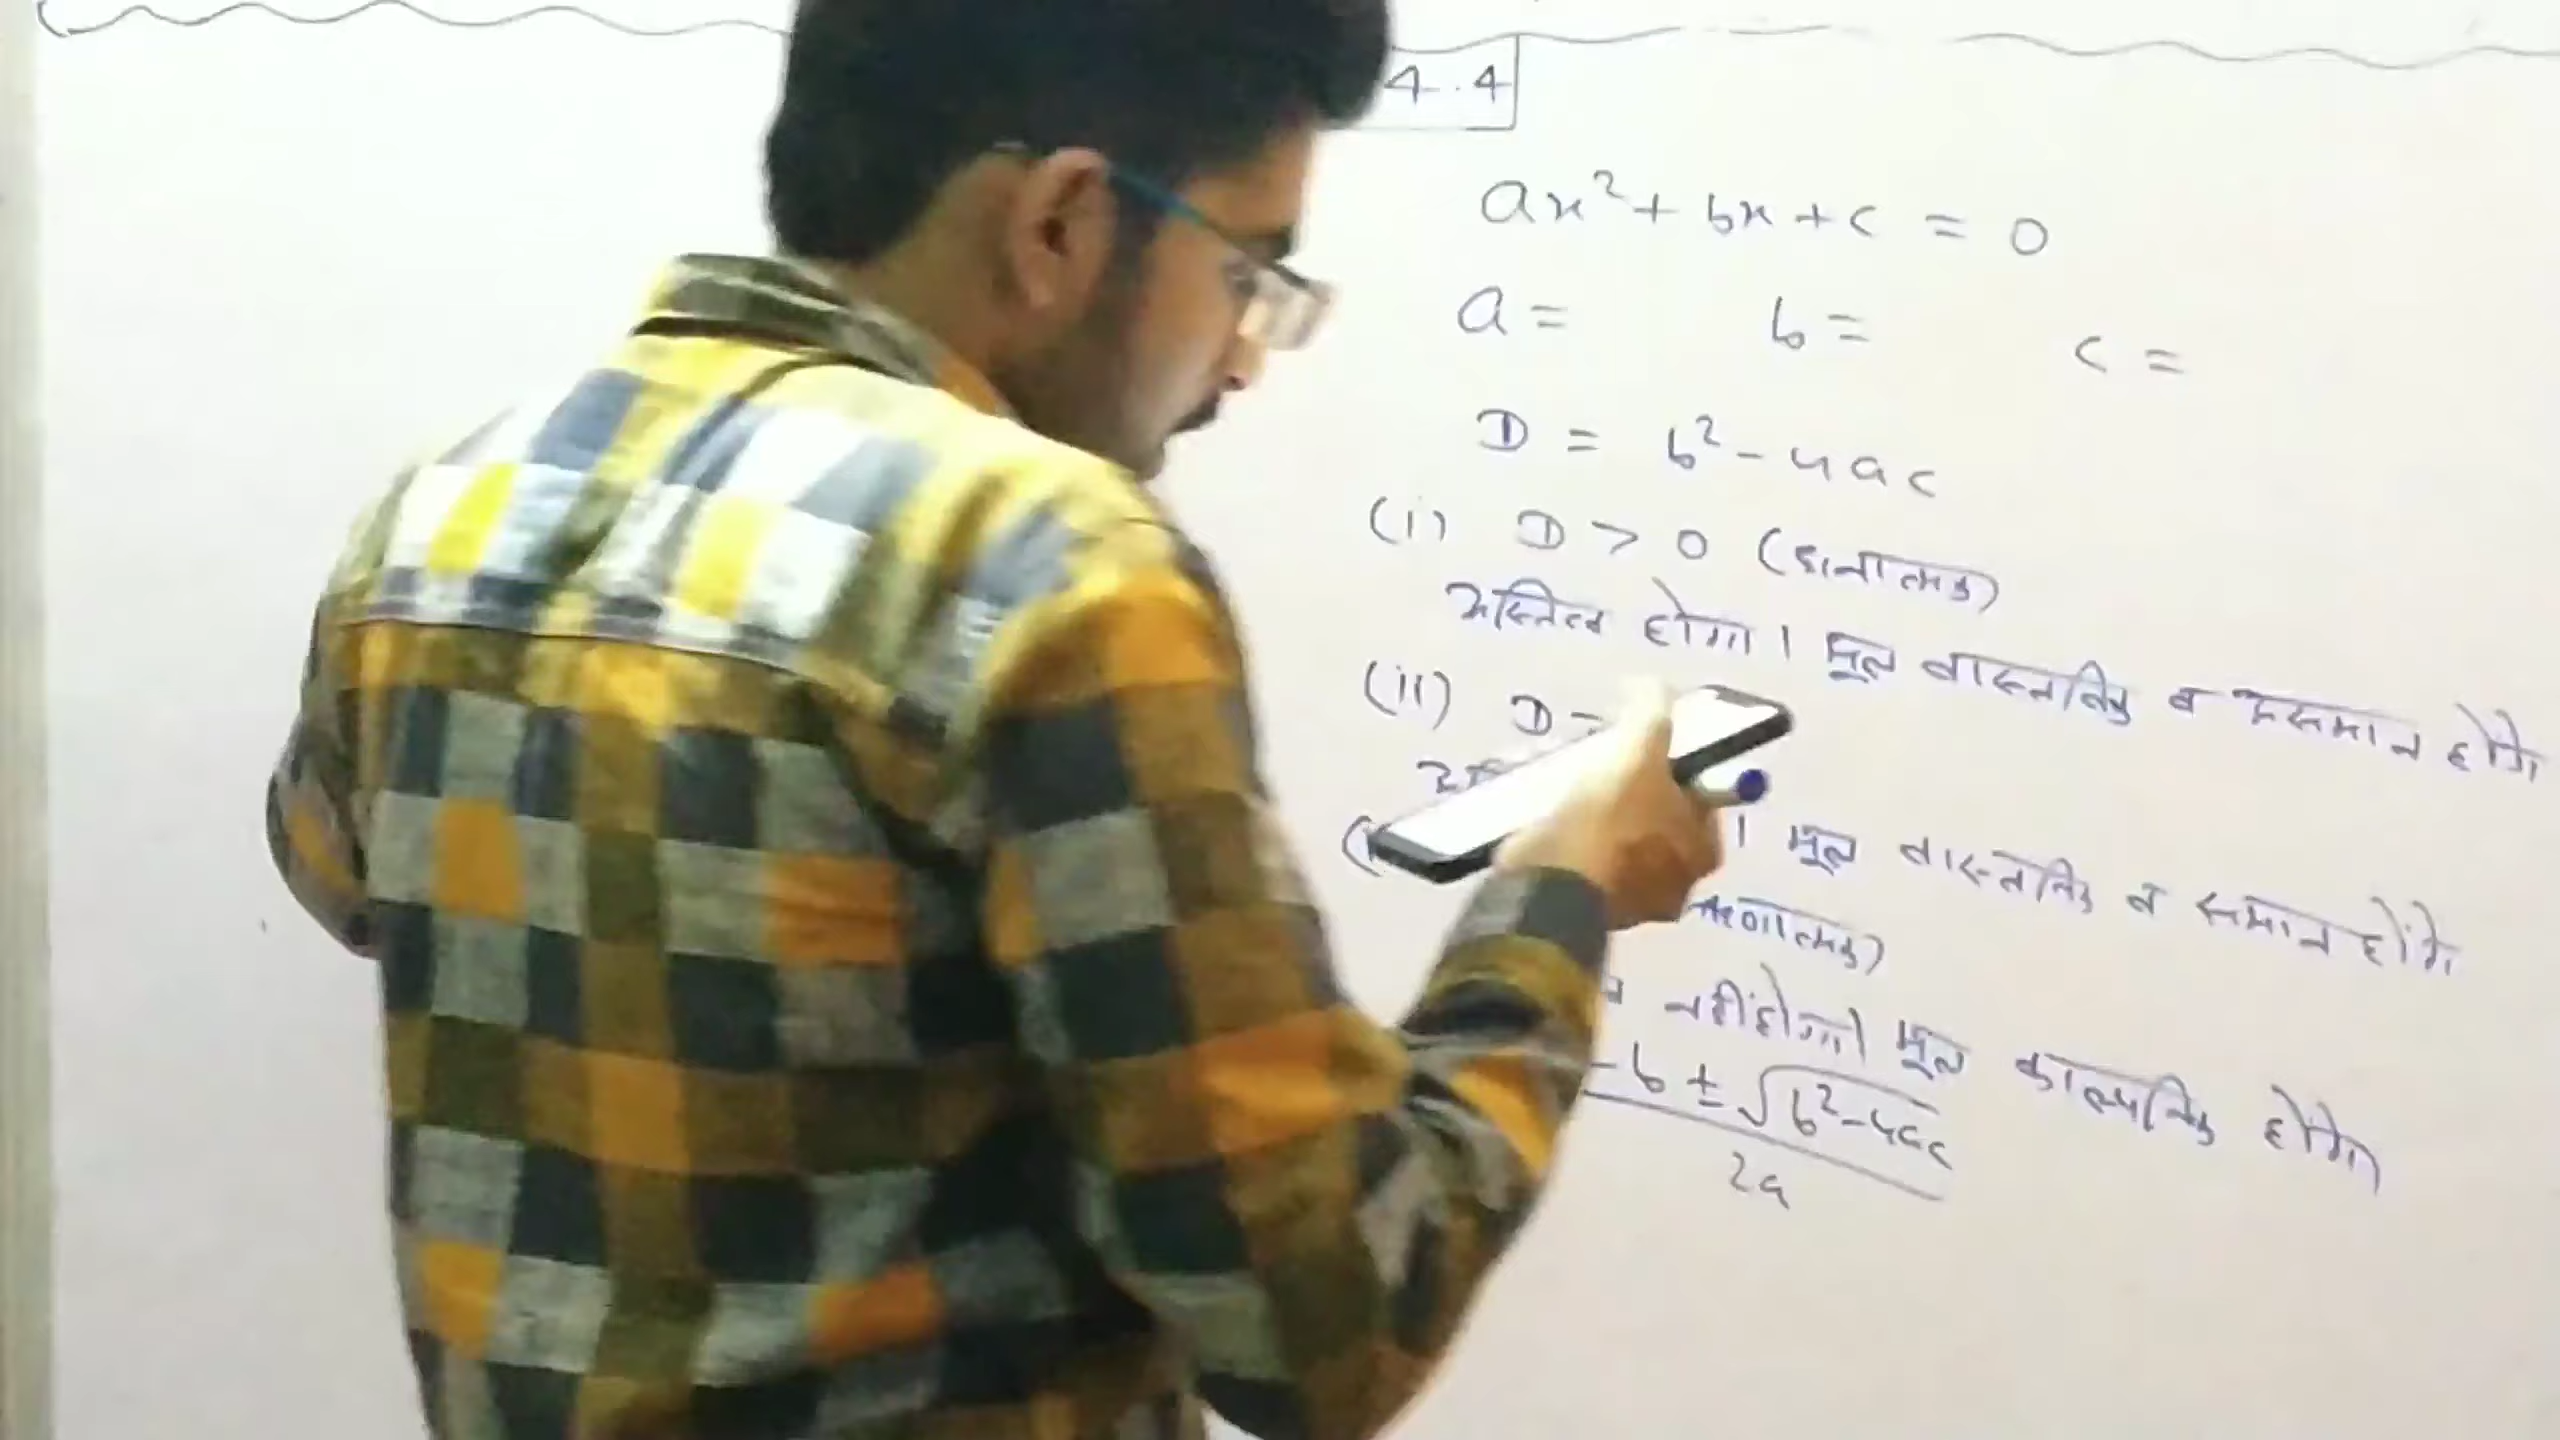 4.4
ax² + bx + c = 0
a = b = c =
D = b² - 4ac
(i) D > 0 (धनात्मक)
अस्तित्व होगा। मूल वास्तविक व असमान होंगे
(ii) D =
। मूल वास्तविक व समान होंगे
ऋणात्मक)
नहीं होगा। मूल काल्पनिक होंगे
- b ± √b² - 4ac
2a